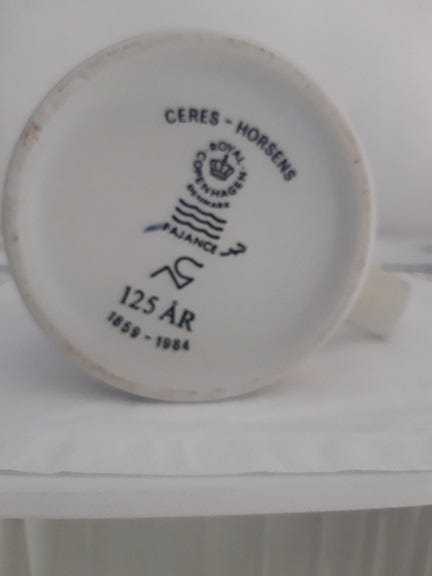 CERES - HORSENS
ROYAL COPENHAGEN
DENMARK
FAJANCE
125 ÅR
1859 - 1984